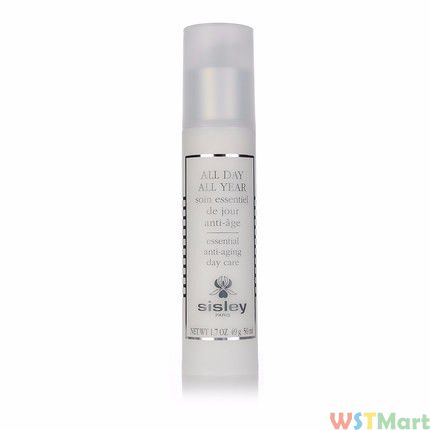 ALL DAY
ALL YEAR
soin essentiel
de jour
anti-âge
essential
anti-aging
day care
sisley
PARIS
NET WT 1.7 OZ 49 g 50 ml
WSTMart